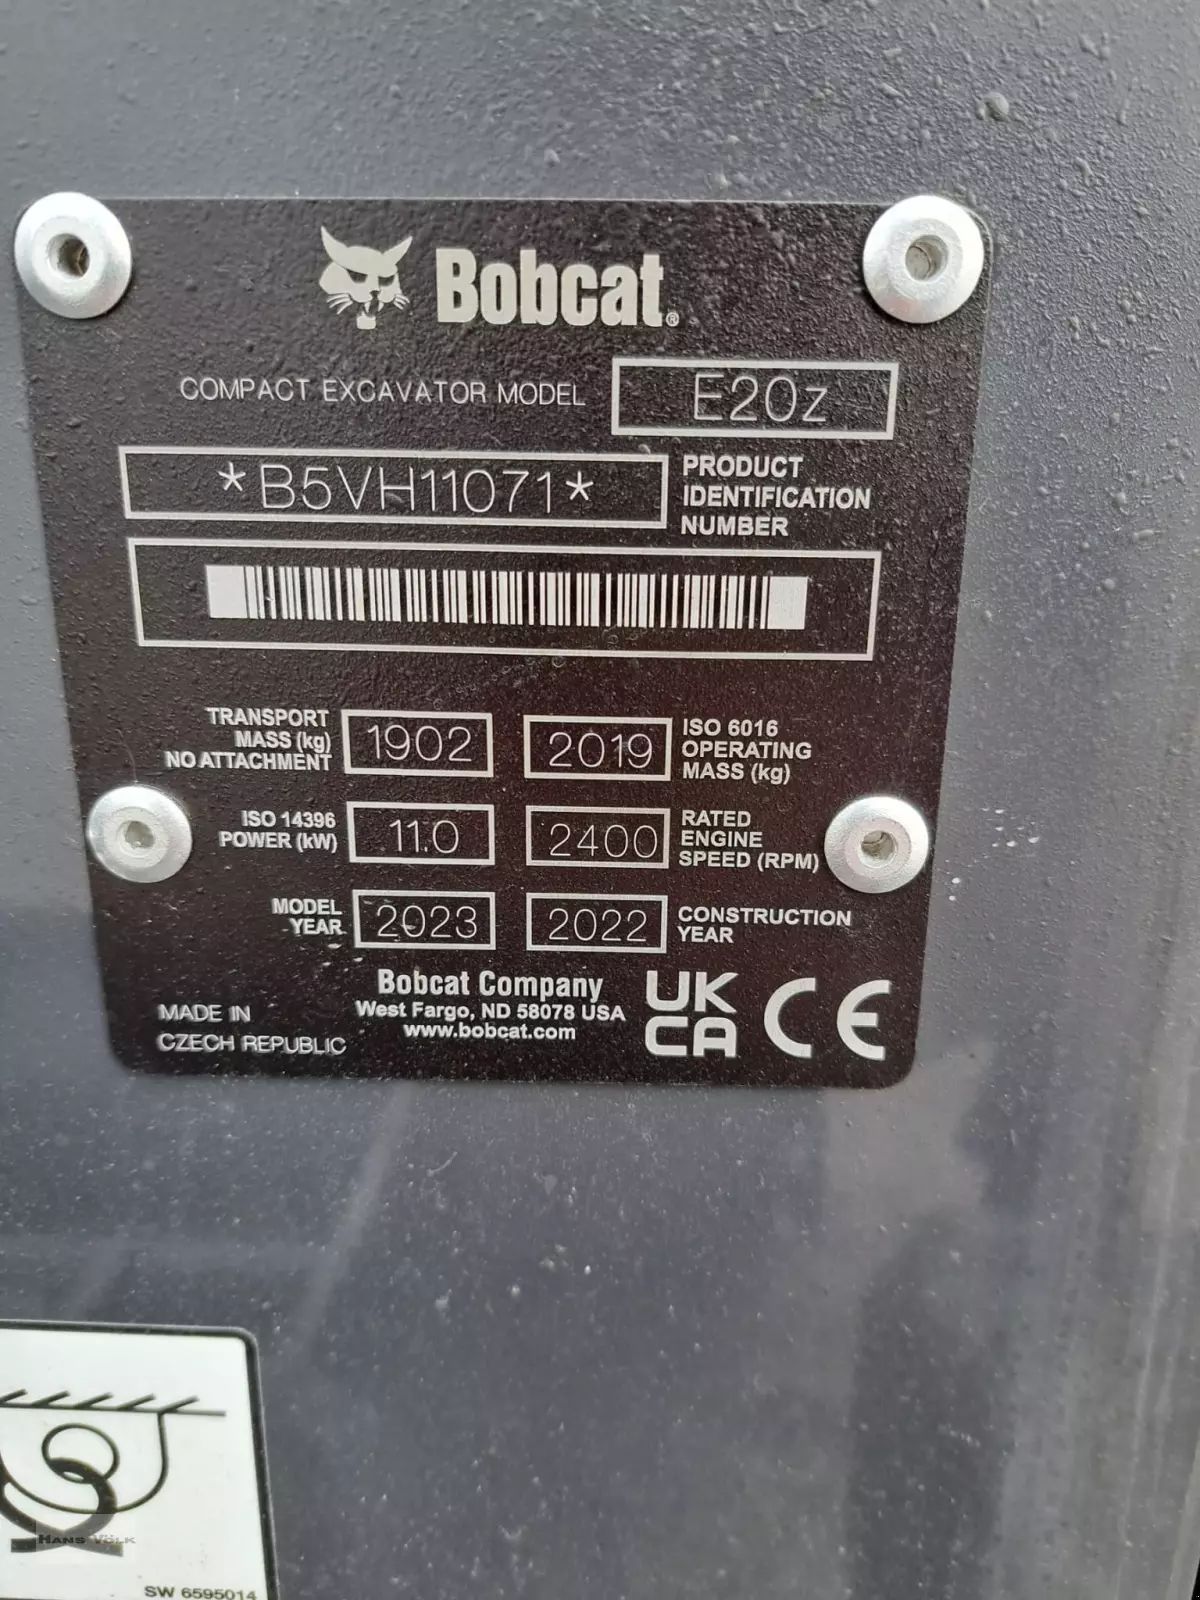 Bobcat®
COMPACT EXCAVATOR MODEL E20z
*B5VH11071* PRODUCT
IDENTIFICATION
NUMBER
TRANSPORT
MASS (kg)
NO ATTACHMENT
1902
2019
ISO 6016
OPERATING
MASS (kg)
ISO 14396
POWER (kW)
11.0
2400
RATED
ENGINE
SPEED (RPM)
MODEL
YEAR
2023
2022
CONSTRUCTION
YEAR
MADE IN
CZECH REPUBLIC
Bobcat Company
West Fargo, ND 58078 USA
www.bobcat.com
UK
CA
CE
HANS VÖLK
SW 6595014